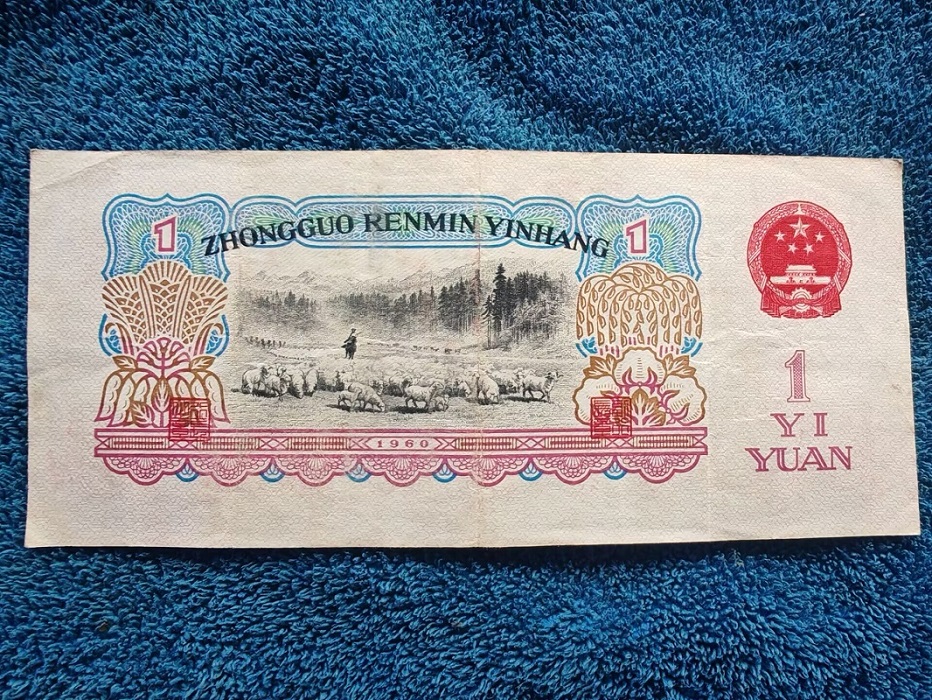 1 ZHONGGUO RENMIN YINHANG 1
1960
1
YI
YUAN